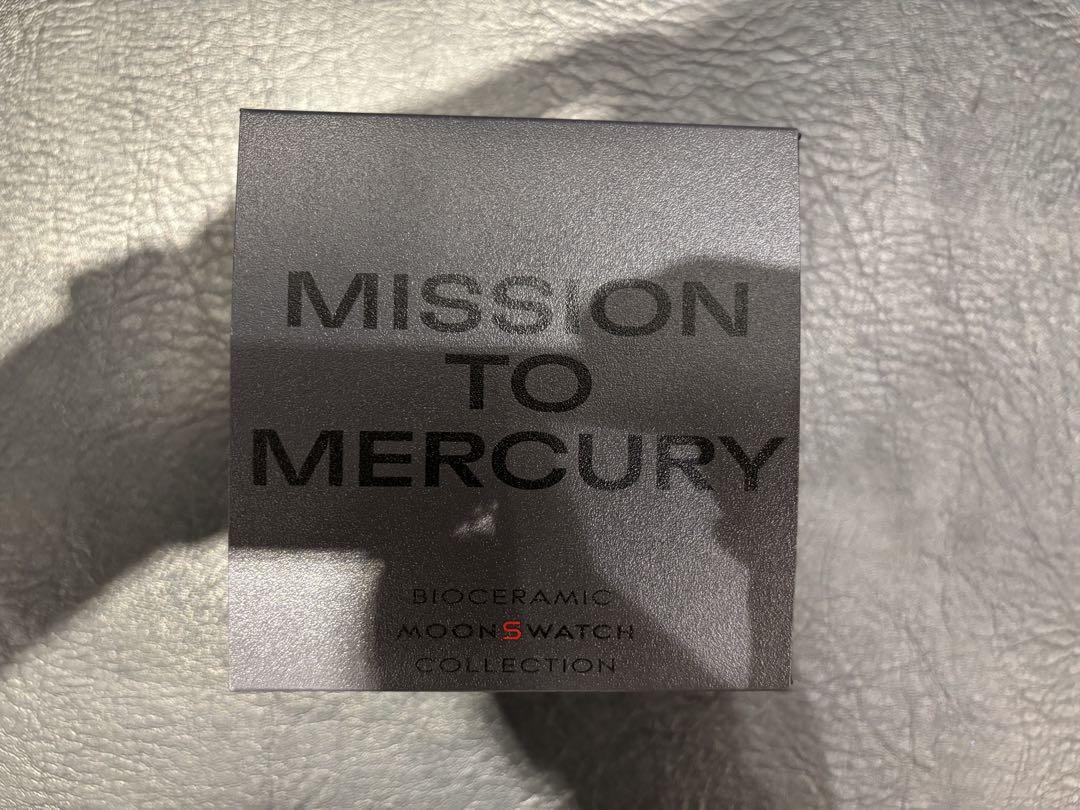 MISSION
TO
MERCURY
BIOCERAMIC
MOONSWATCH
COLLECTION